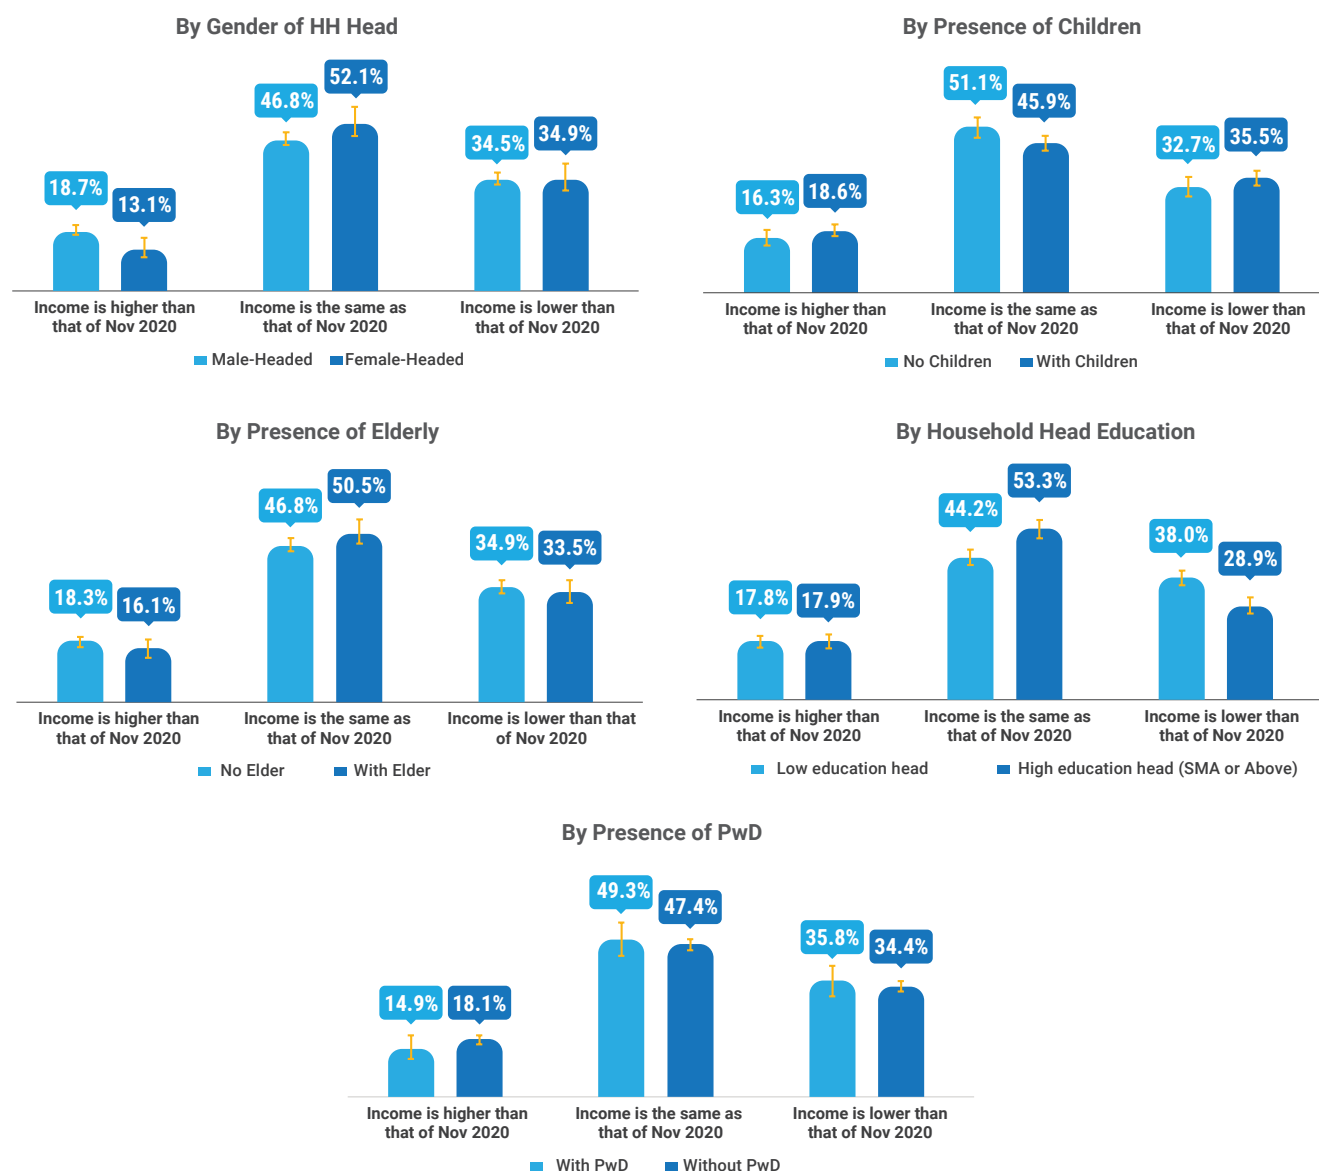 By Gender of HH Head
18.7%
13.1%
46.8%
52.1%
34.5%
34.9%
Income is higher than
that of Nov 2020
Income is the same as
that of Nov 2020
Income is lower than
that of Nov 2020
Male-Headed
Female-Headed
By Presence of Children
16.3%
18.6%
51.1%
45.9%
32.7%
35.5%
Income is higher than
that of Nov 2020
Income is the same as
that of Nov 2020
Income is lower than
that of Nov 2020
No Children
With Children
By Presence of Elderly
18.3%
16.1%
46.8%
50.5%
34.9%
33.5%
Income is higher than
that of Nov 2020
Income is the same as
that of Nov 2020
Income is lower than that
of Nov 2020
No Elder
With Elder
By Household Head Education
17.8%
17.9%
44.2%
53.3%
38.0%
28.9%
Income is higher than
that of Nov 2020
Income is the same as
that of Nov 2020
Income is lower than
that of Nov 2020
Low education head
High education head (SMA or Above)
By Presence of PwD
14.9%
18.1%
49.3%
47.4%
35.8%
34.4%
Income is higher than
that of Nov 2020
Income is the same as
that of Nov 2020
Income is lower than
that of Nov 2020
With PwD
Without PwD